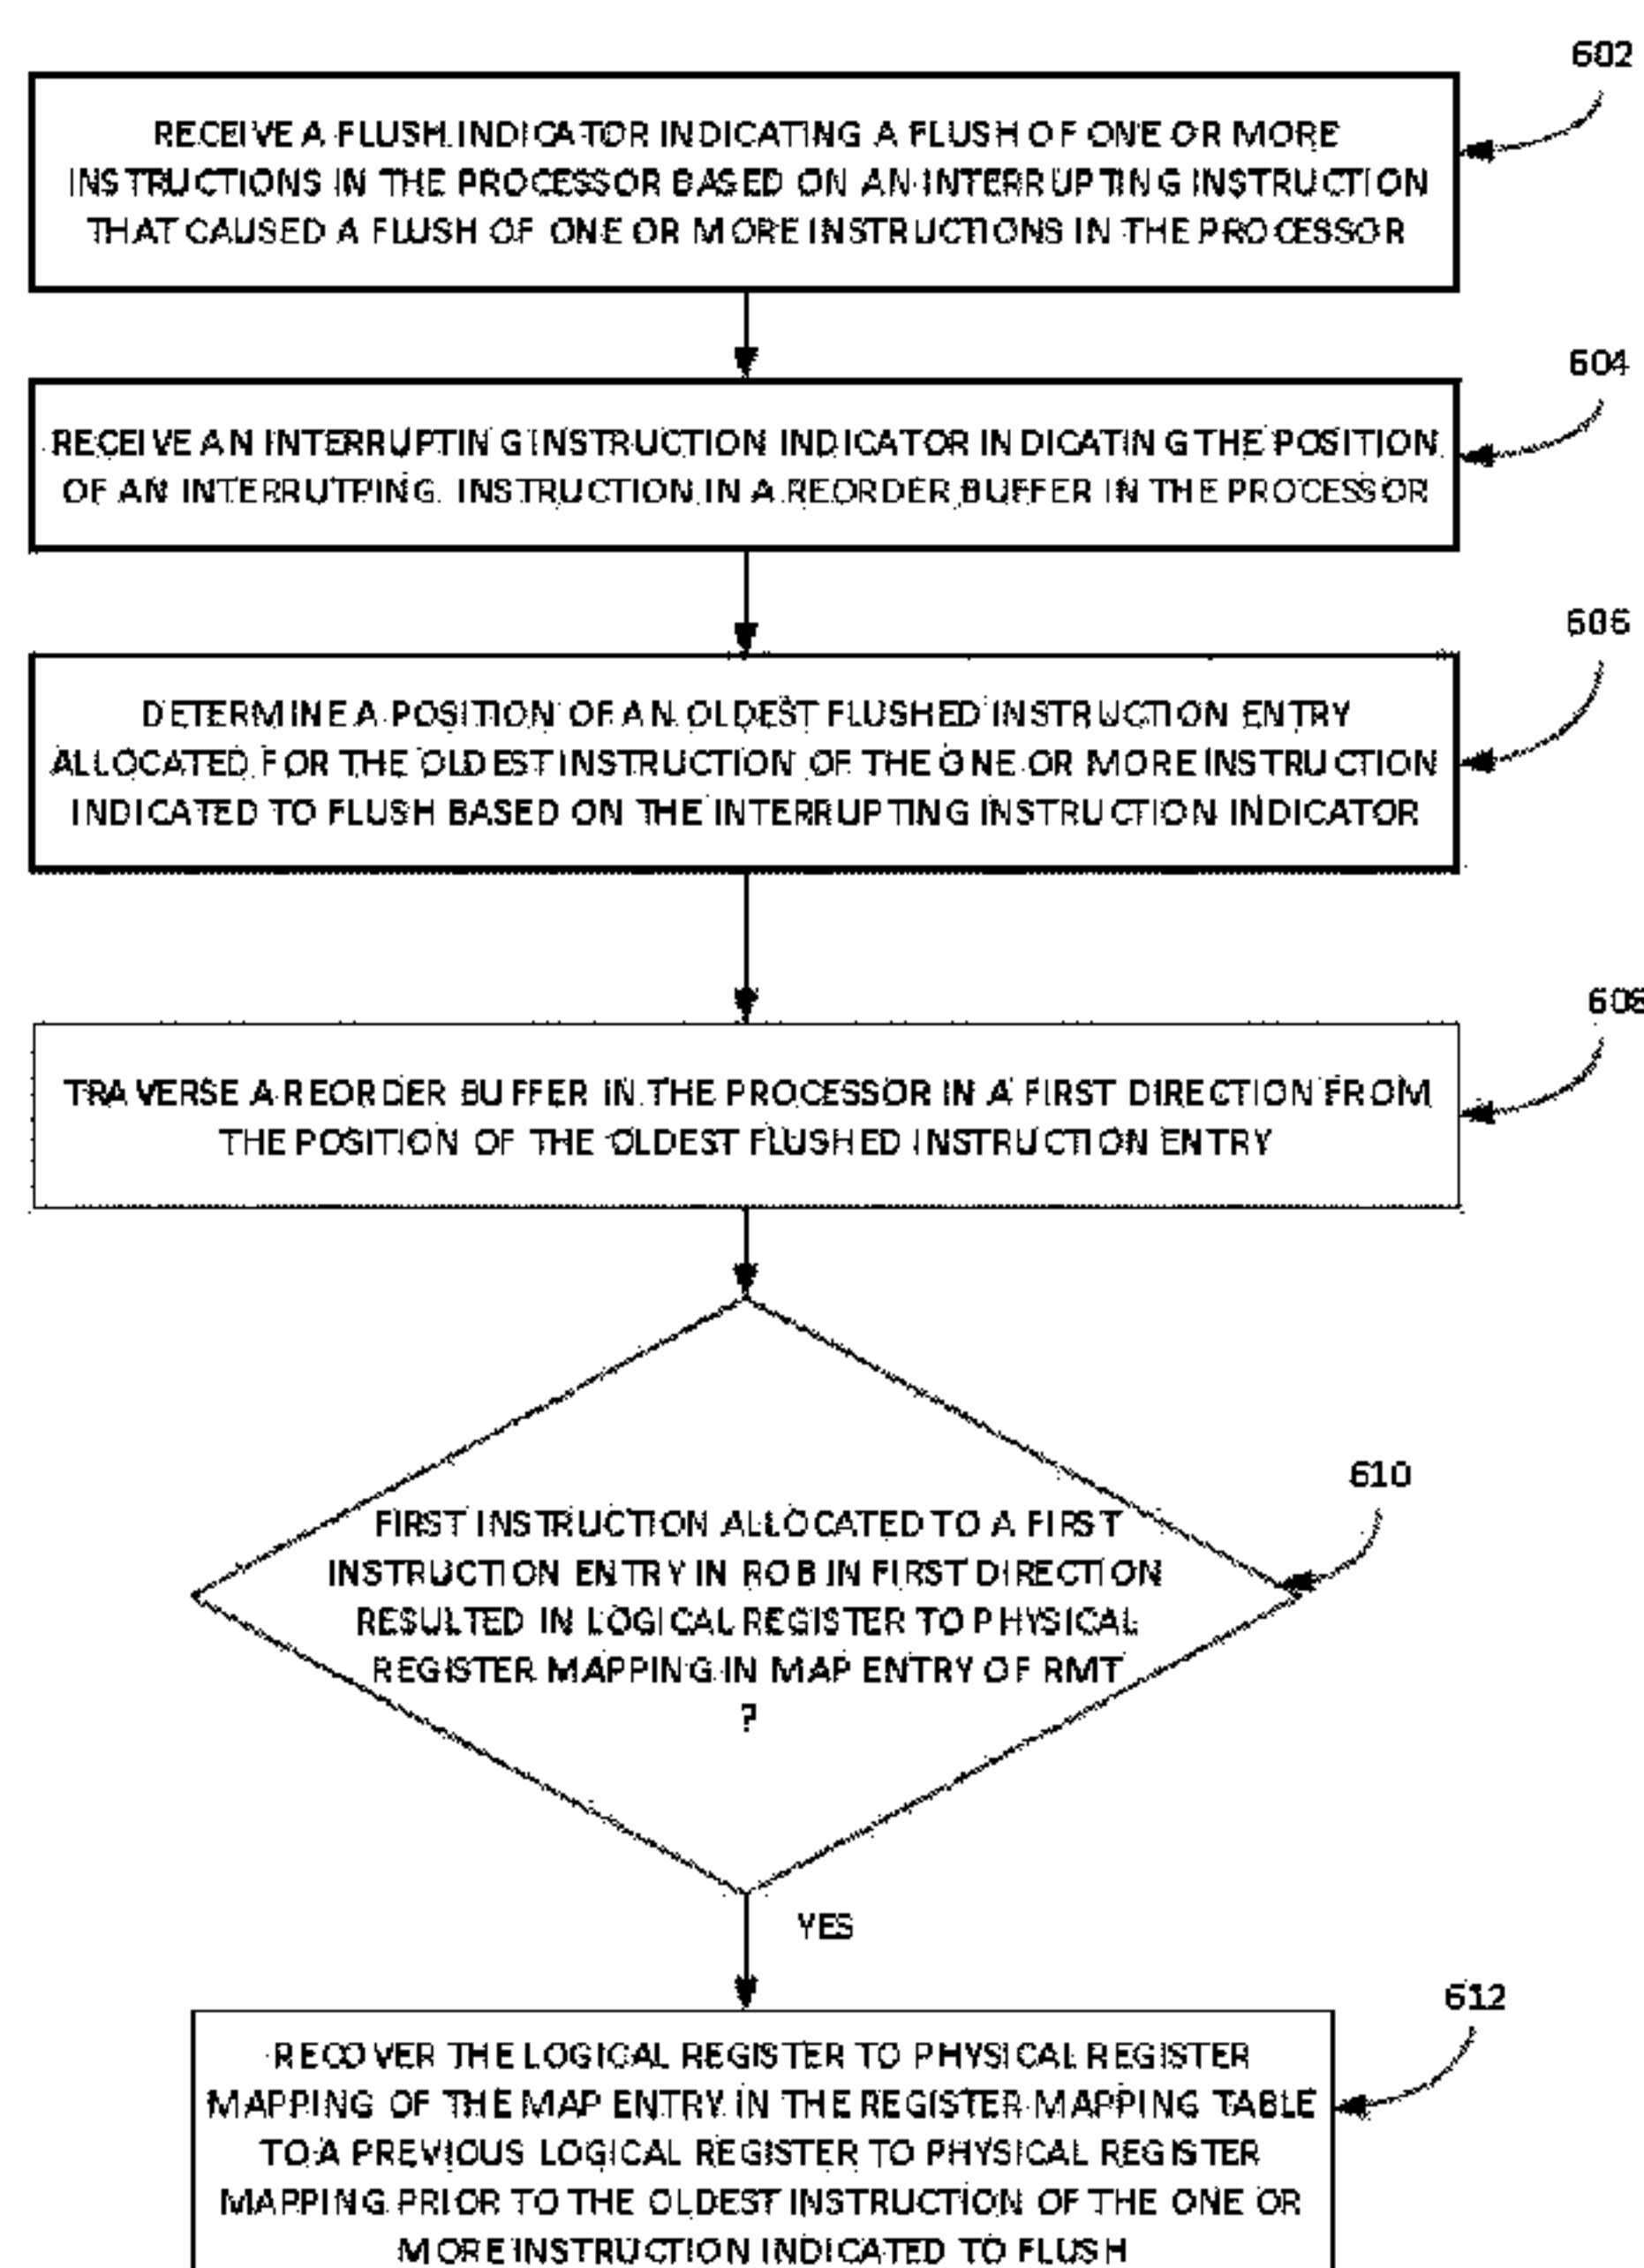 602
RECEIVE A FLUSH INDICATOR INDICATING A FLUSH OF ONE OR MORE
INSTRUCTIONS IN THE PROCESSOR BASED ON AN INTERRUPTING INSTRUCTION
THAT CAUSED A FLUSH OF ONE OR MORE INSTRUCTIONS IN THE PROCESSOR
604
RECEIVE AN INTERRUPTING INSTRUCTION INDICATOR INDICATING THE POSITION
OF AN INTERRUTPING INSTRUCTION IN A REORDER BUFFER IN THE PROCESSOR
606
DETERMINE A POSITION OF AN OLDEST FLUSHED INSTRUCTION ENTRY
ALLOCATED FOR THE OLDEST INSTRUCTION OF THE ONE OR MORE INSTRUCTION
INDICATED TO FLUSH BASED ON THE INTERRUPTING INSTRUCTION INDICATOR
608
TRAVERSE A REORDER BUFFER IN THE PROCESSOR IN A FIRST DIRECTION FROM
THE POSITION OF THE OLDEST FLUSHED INSTRUCTION ENTRY
610
FIRST INSTRUCTION ALLOCATED TO A FIRST
INSTRUCTION ENTRY IN ROB IN FIRST DIRECTION
RESULTED IN LOGICAL REGISTER TO PHYSICAL
REGISTER MAPPING IN MAP ENTRY OF RMT
?
YES
612
RECOVER THE LOGICAL REGISTER TO PHYSICAL REGISTER
MAPPING OF THE MAP ENTRY IN THE REGISTER MAPPING TABLE
TO A PREVIOUS LOGICAL REGISTER TO PHYSICAL REGISTER
MAPPING PRIOR TO THE OLDEST INSTRUCTION OF THE ONE OR
MORE INSTRUCTION INDICATED TO FLUSH